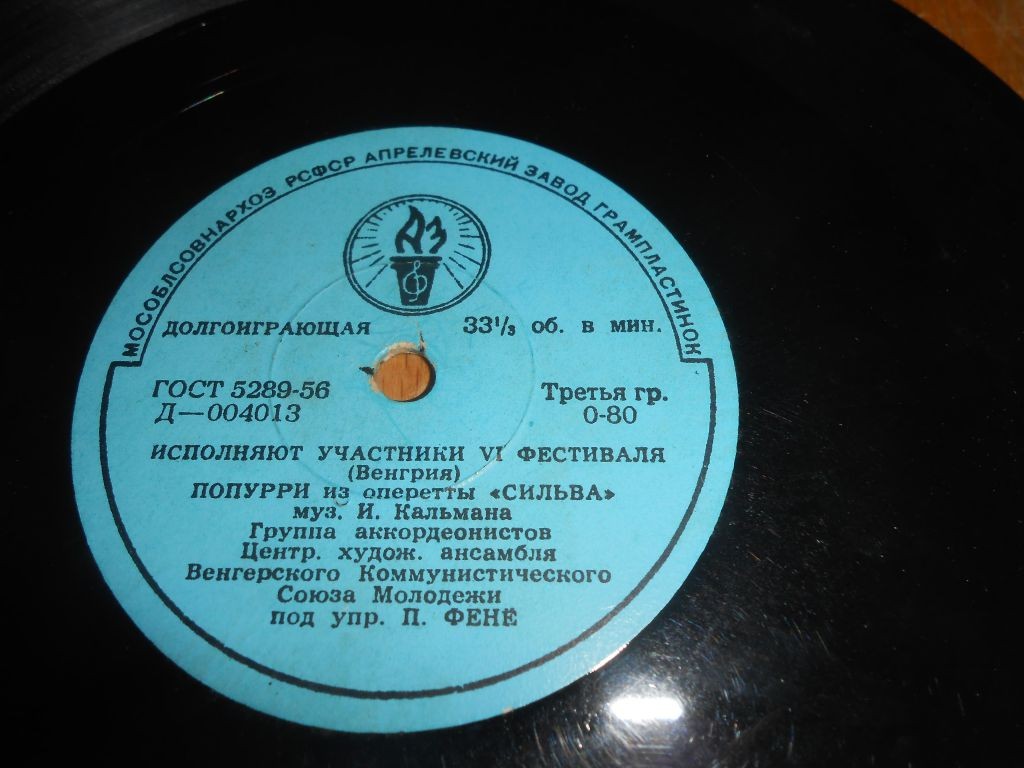 МОСОБЛСОВНАРХОЗ РСФСР АПРЕЛЕВСКИЙ ЗАВОД ГРАМПЛАСТИНОК
АЗ
ДОЛГОИГРАЮЩАЯ 33⅓ об. в мин.
ГОСТ 5289-56 Третья гр.
Д—004013 0-80
ИСПОЛНЯЮТ УЧАСТНИКИ VI ФЕСТИВАЛЯ
(Венгрия)
ПОПУРРИ из оперетты «СИЛЬВА»
муз. И. Кальмана
Группа аккордеонистов
Центр. худож. ансамбля
Венгерского Коммунистического
Союза Молодежи
под упр. П. ФЕНЕ